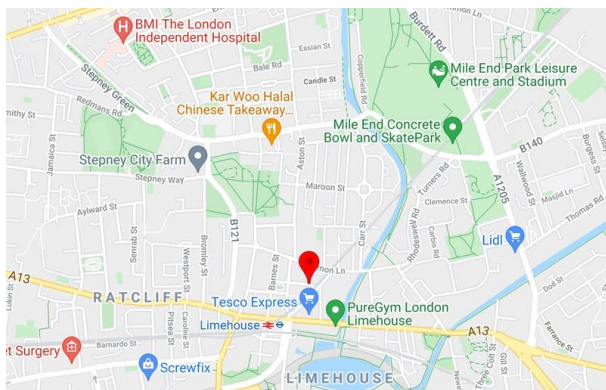 BMI The London
Independent Hospital
Burdett Rd
Essian St
Bale Rd
Copperfield Rd
Mile End Park Leisure
Centre and Stadium
Candle St
Stepney Green
Kar Woo Halal
Chinese Takeaway...
Redmans Rd
Mile End Concrete
Bowl and SkatePark
B140
Jamaica St
Aston St
Stepney City Farm
Stepney Way
Maroon St
Turners Rd
A1205
Wallwood St
Burgess St
Clemence St
Masjid Ln
Thomas Rd
Aylward St
B121
Carr St
Rhodeswell Rd
Carbis Rd
Senrab St
Westport St
Bromley St
Barnes St
Lidl
A13
Dod St
RATCLIFF
Tesco Express
PureGym London
Limehouse
Pitsea St
Caroline St
Limehouse
A13
Farrance St
Barnardo St
Screwfix
LIMEHOUSE